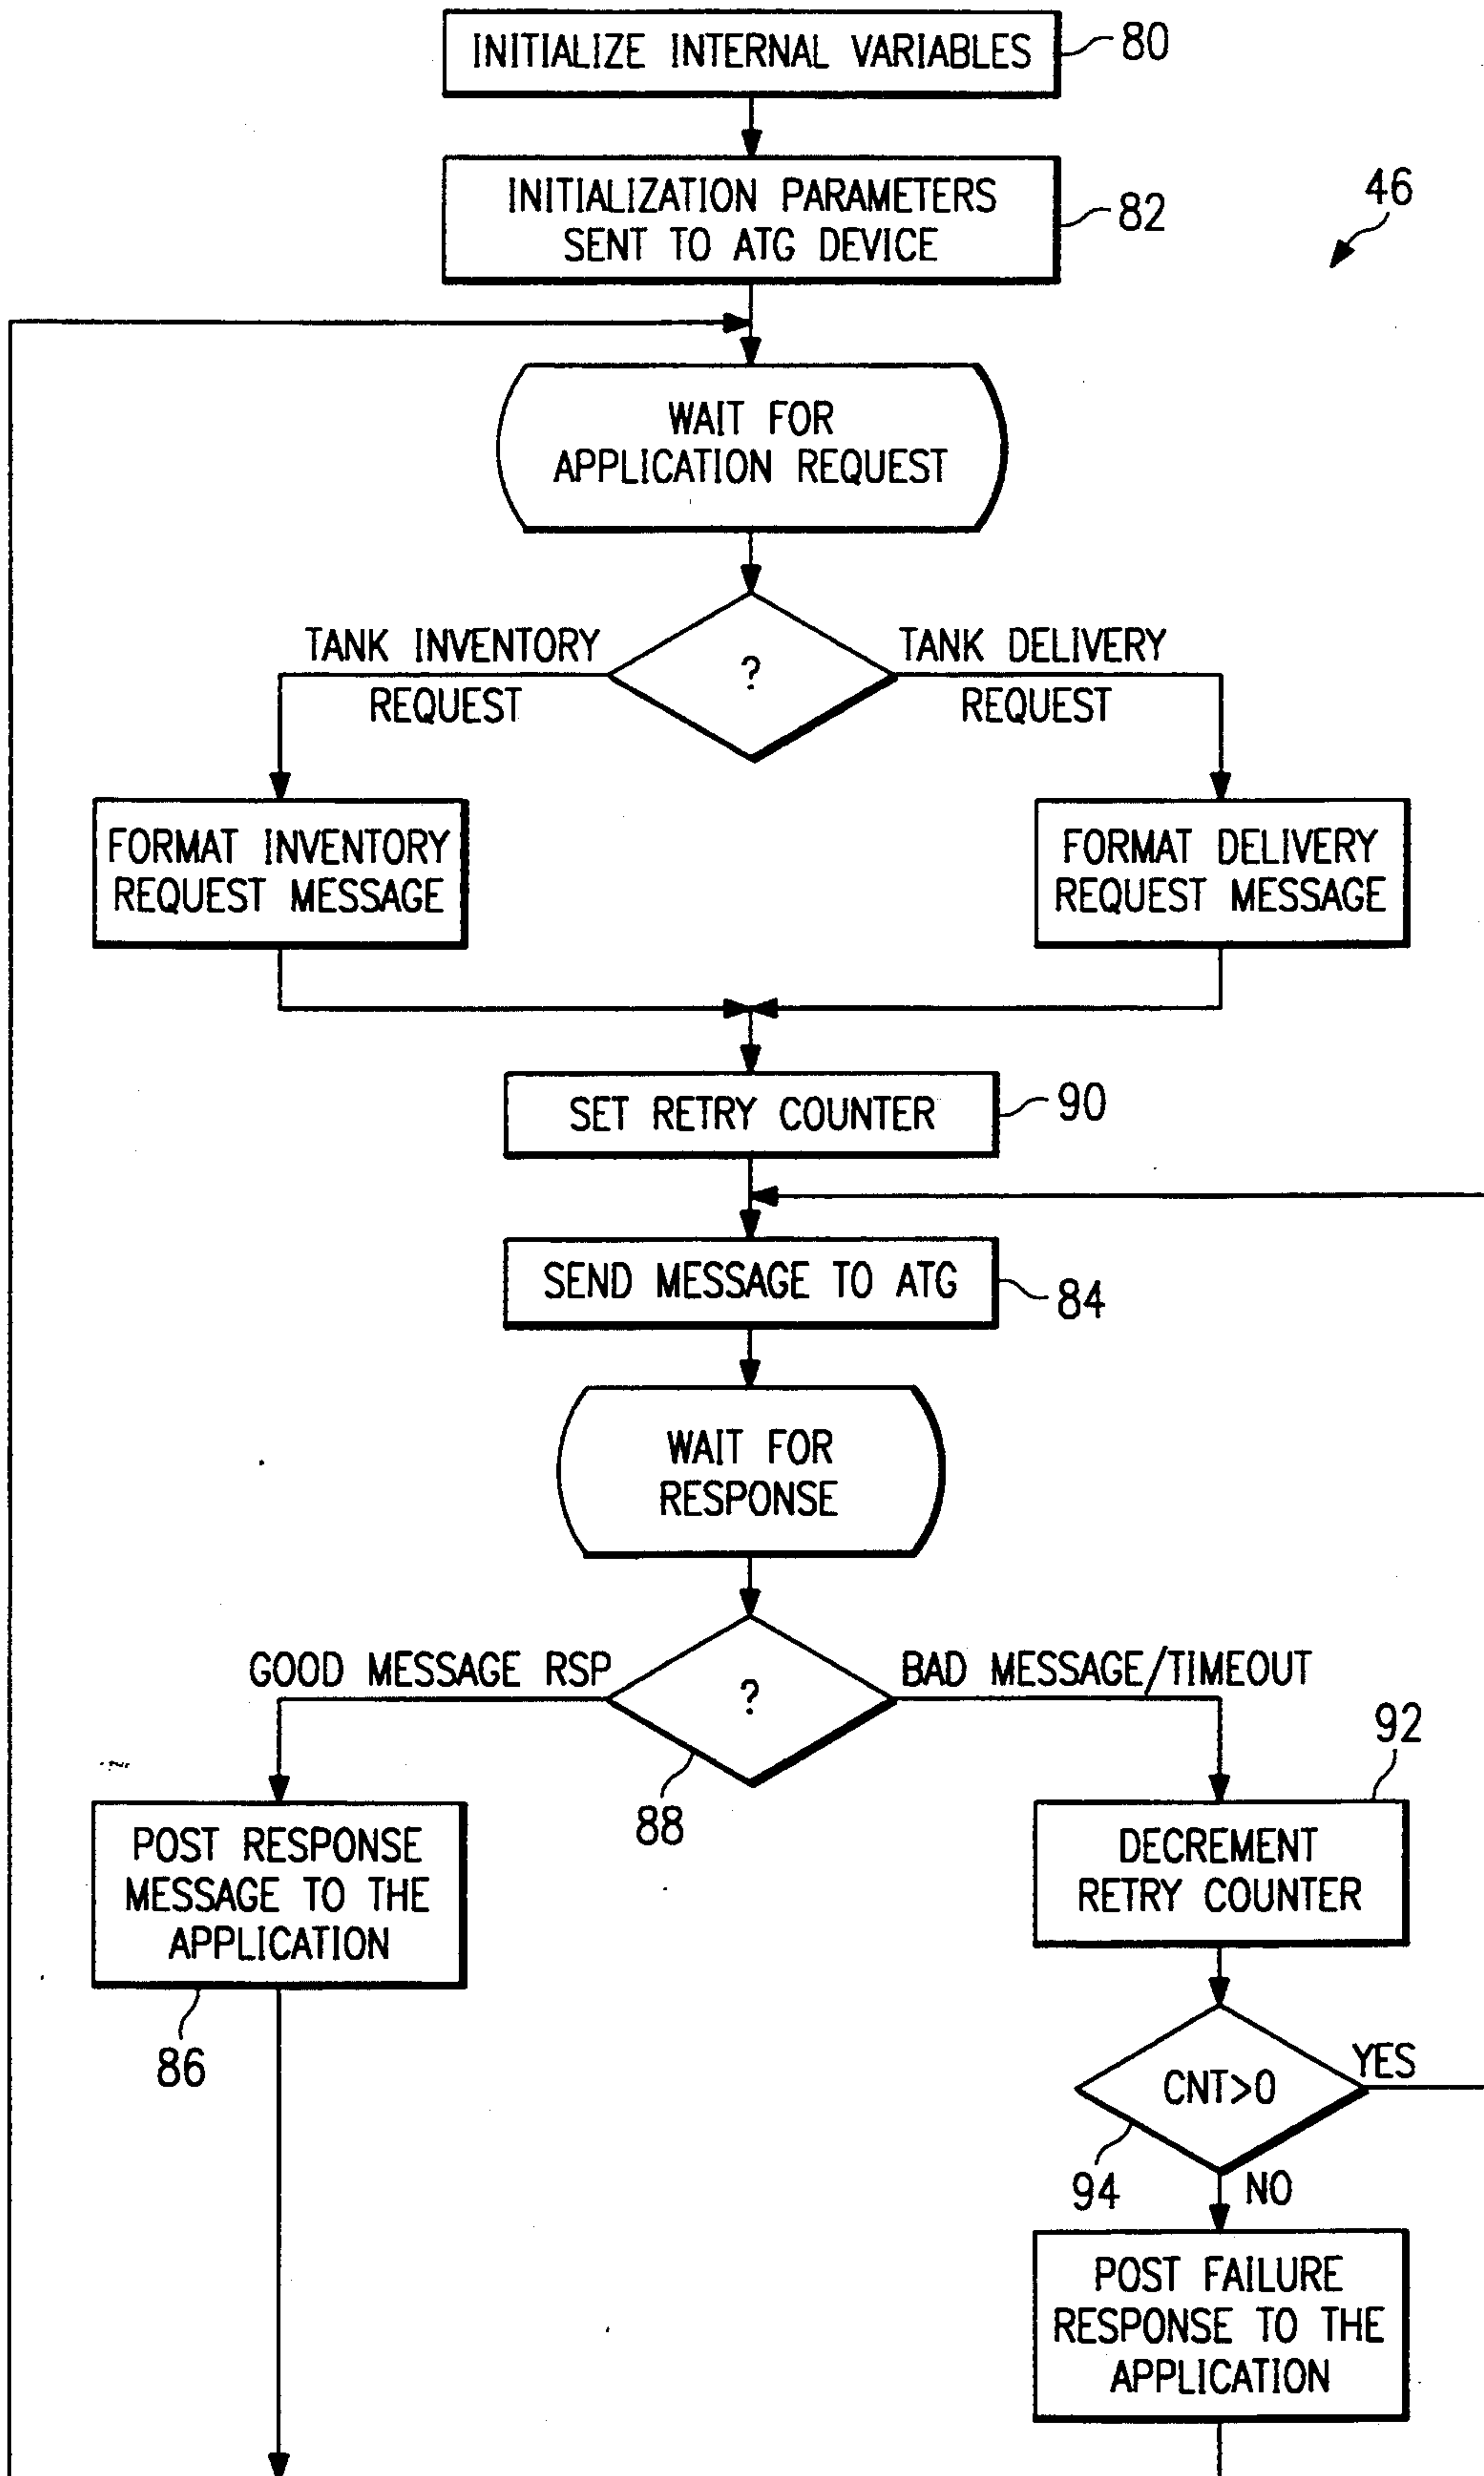 INITIALIZE INTERNAL VARIABLES
80
INITIALIZATION PARAMETERS
SENT TO ATG DEVICE
82
46
WAIT FOR
APPLICATION REQUEST
TANK INVENTORY
REQUEST
?
TANK DELIVERY
REQUEST
FORMAT INVENTORY
REQUEST MESSAGE
FORMAT DELIVERY
REQUEST MESSAGE
SET RETRY COUNTER
90
SEND MESSAGE TO ATG
84
WAIT FOR
RESPONSE
GOOD MESSAGE RSP
?
BAD MESSAGE/TIMEOUT
88
92
POST RESPONSE
MESSAGE TO THE
APPLICATION
86
DECREMENT
RETRY COUNTER
CNT>0
YES
94
NO
POST FAILURE
RESPONSE TO THE
APPLICATION